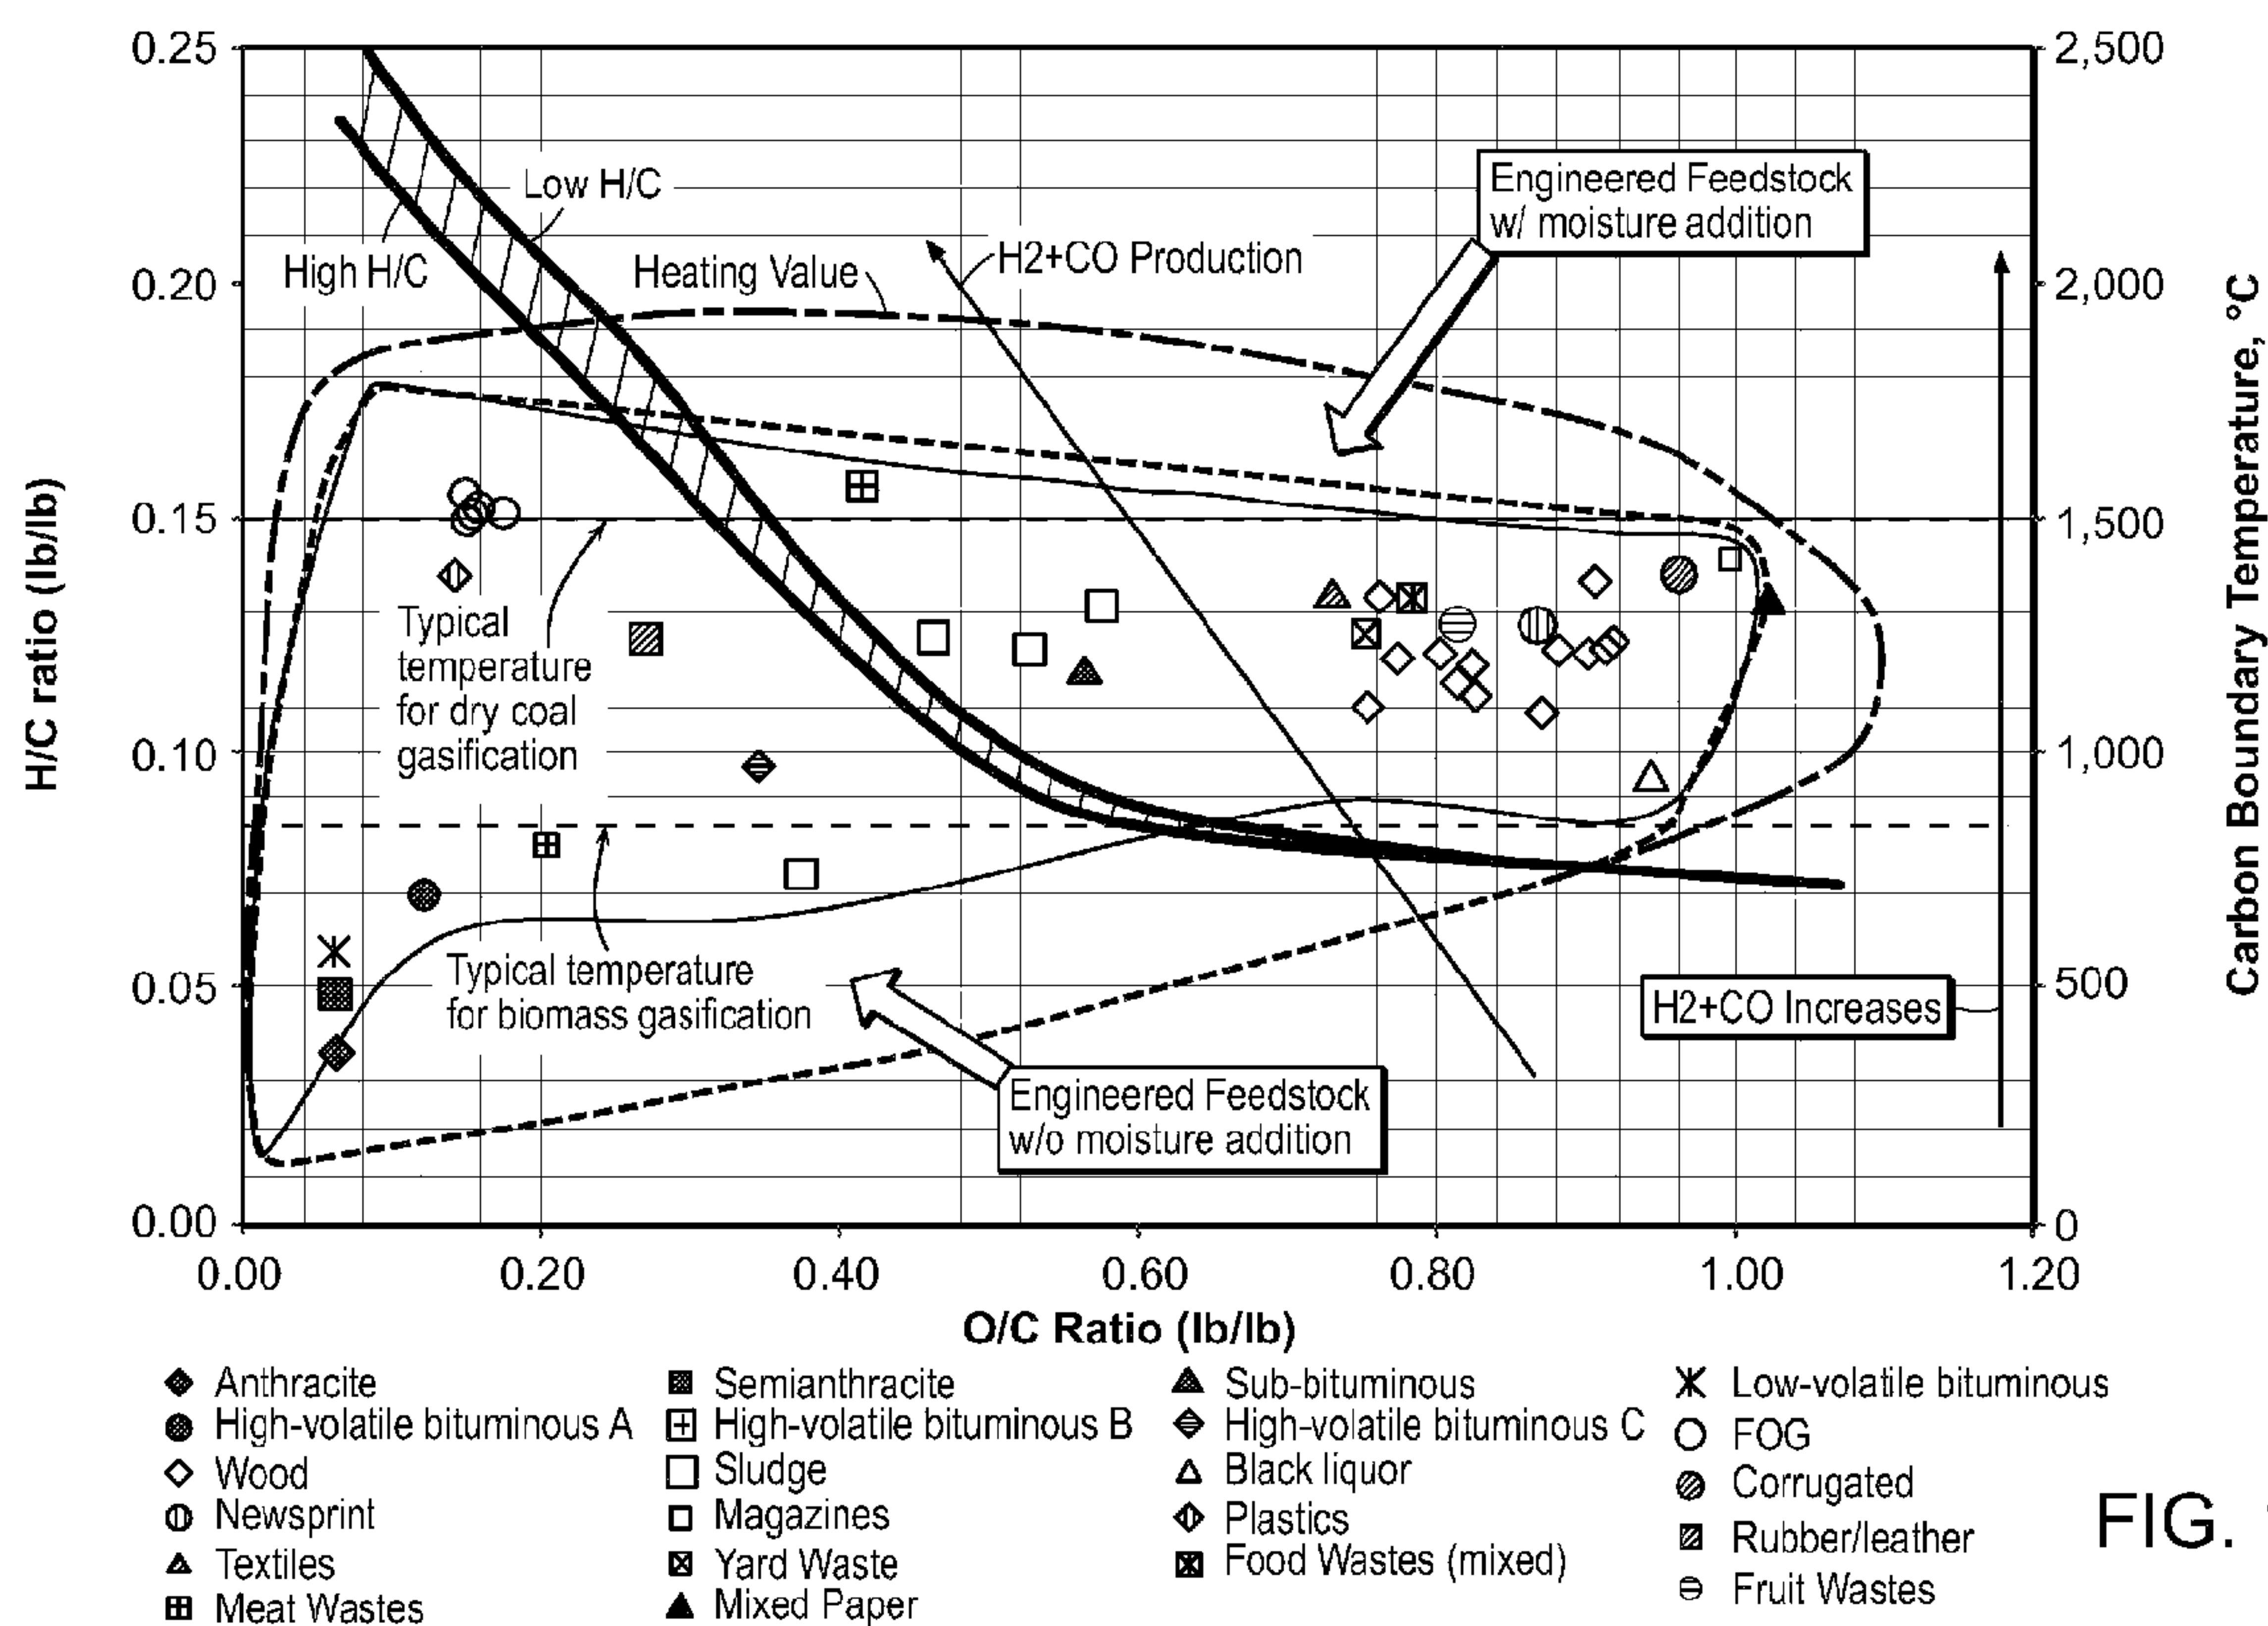 0.25
0.20
0.15
0.10
0.05
0.00
H/C ratio (lb/lb)
2,500
2,000
1,500
1,000
500
0
Carbon Boundary Temperature, °C
Low H/C
High H/C
Heating Value
H2+CO Production
Engineered Feedstock
w/ moisture addition
Typical
temperature
for dry coal
gasification
Typical temperature
for biomass gasification
Engineered Feedstock
w/o moisture addition
H2+CO Increases
0.00 0.20 0.40 0.60 0.80 1.00 1.20
O/C Ratio (lb/lb)
Anthracite
High-volatile bituminous A
Wood
Newsprint
Textiles
Meat Wastes
Semianthracite
High-volatile bituminous B
Sludge
Magazines
Yard Waste
Mixed Paper
Sub-bituminous
High-volatile bituminous C
Black liquor
Plastics
Food Wastes (mixed)
Low-volatile bituminous
FOG
Corrugated
Rubber/leather
Fruit Wastes
FIG.